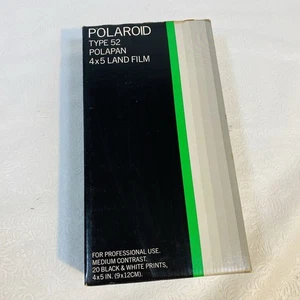 POLAROID
TYPE 52
POLAPAN
4x5 LAND FILM
FOR PROFESSIONAL USE.
MEDIUM CONTRAST.
20 BLACK & WHITE PRINTS,
4x5 IN. (9x12CM).